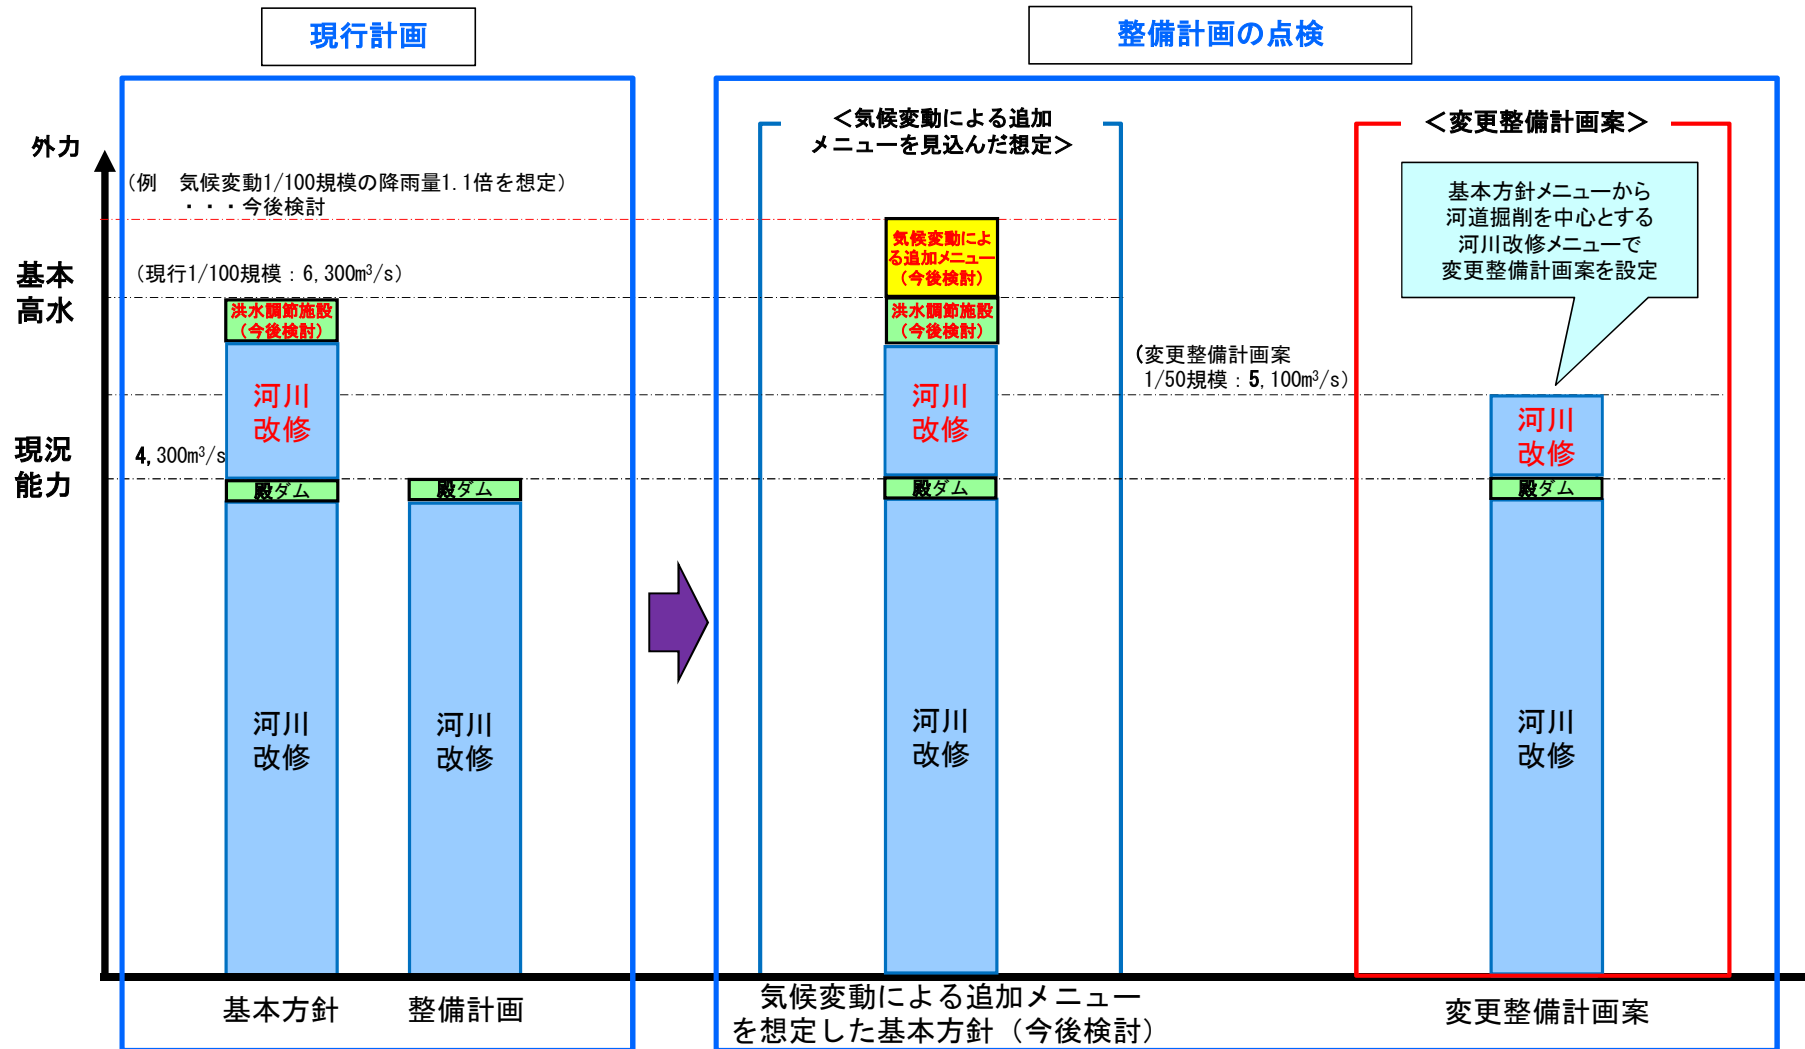 現行計画
整備計画の点検
外力
(例　気候変動1/100規模の降雨量1.1倍を想定)
・・・今後検討
基本
高水
(現行1/100規模：6,300m³/s)
洪水調節施設
(今後検討)
河川
改修
現況
能力
4,300m³/s
殿ダム
殿ダム
河川
改修
河川
改修
基本方針
整備計画
＜気候変動による追加
メニューを見込んだ想定＞
気候変動によ
る追加メニュー
(今後検討)
洪水調節施設
(今後検討)
河川
改修
殿ダム
河川
改修
気候変動による追加メニュー
を想定した基本方針（今後検討）
(変更整備計画案
1/50規模：5,100m³/s)
＜変更整備計画案＞
基本方針メニューから
河道掘削を中心とする
河川改修メニューで
変更整備計画案を設定
河川
改修
殿ダム
河川
改修
変更整備計画案